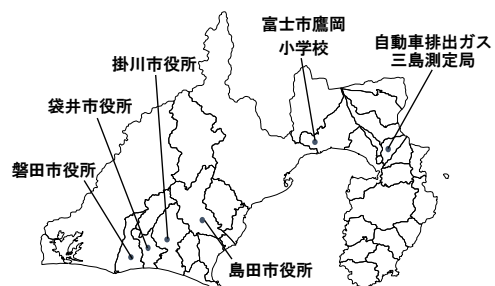 富士市鷹岡
小学校
自動車排出ガス
三島測定局
掛川市役所
袋井市役所
磐田市役所
島田市役所